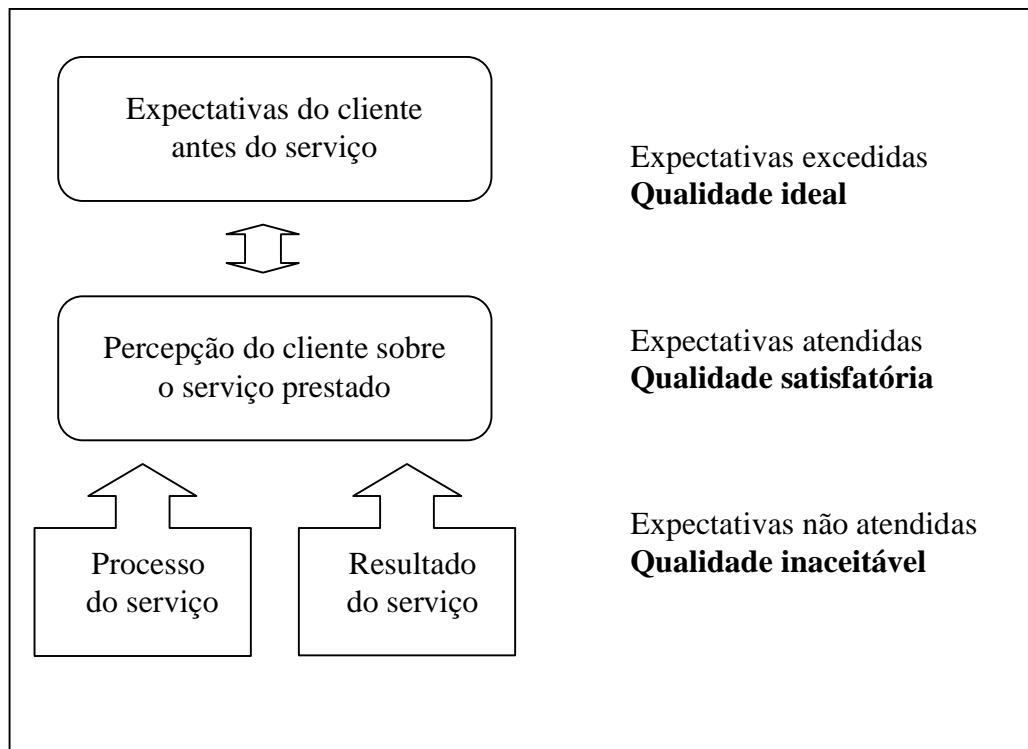 Expectativas do cliente
antes do serviço
Expectativas excedidas
Qualidade ideal
Percepção do cliente sobre
o serviço prestado
Expectativas atendidas
Qualidade satisfatória
Processo
do serviço
Resultado
do serviço
Expectativas não atendidas
Qualidade inaceitável